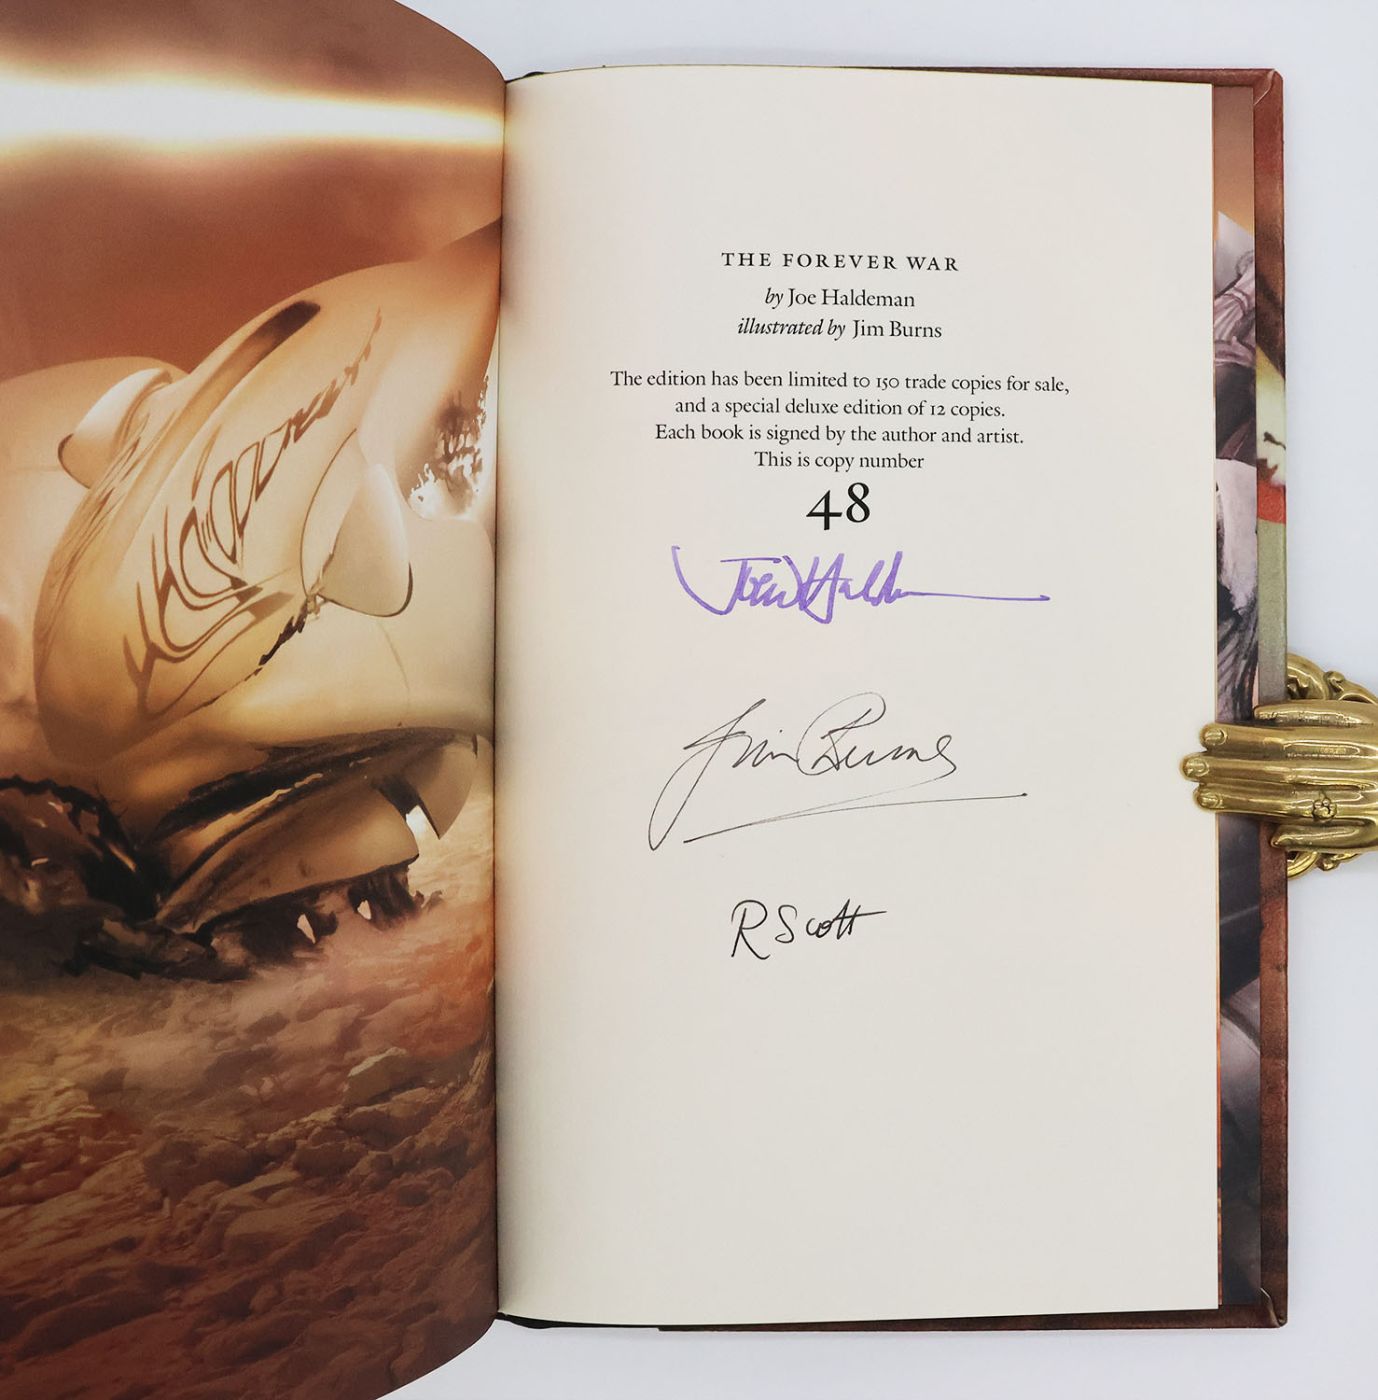 THE FOREVER WAR
by Joe Haldeman
illustrated by Jim Burns
The edition has been limited to 150 trade copies for sale,
and a special deluxe edition of 12 copies.
Each book is signed by the author and artist.
This is copy number
48
Joe W Haldeman
Jim Burns
R Scott